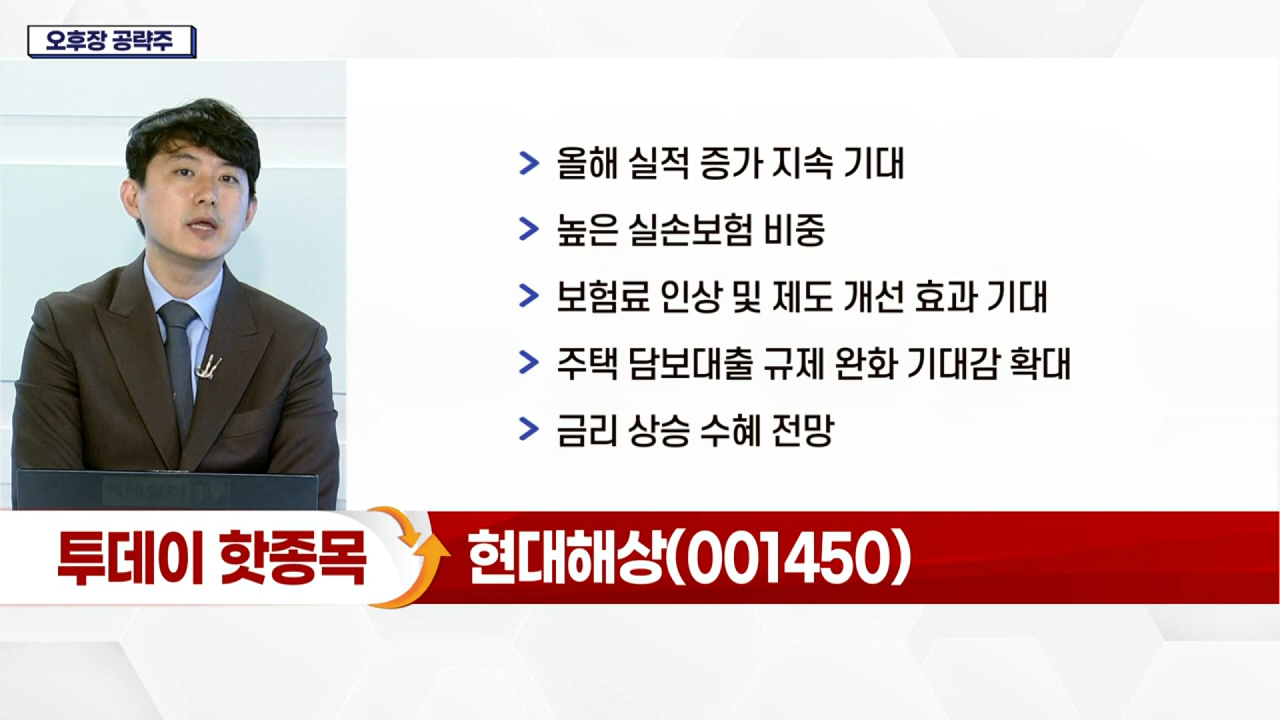 오후장 공략주
> 올해 실적 증가 지속 기대
> 높은 실손보험 비중
> 보험료 인상 및 제도 개선 효과 기대
> 주택 담보대출 규제 완화 기대감 확대
> 금리 상승 수혜 전망
투데이 핫종목
현대해상(001450)